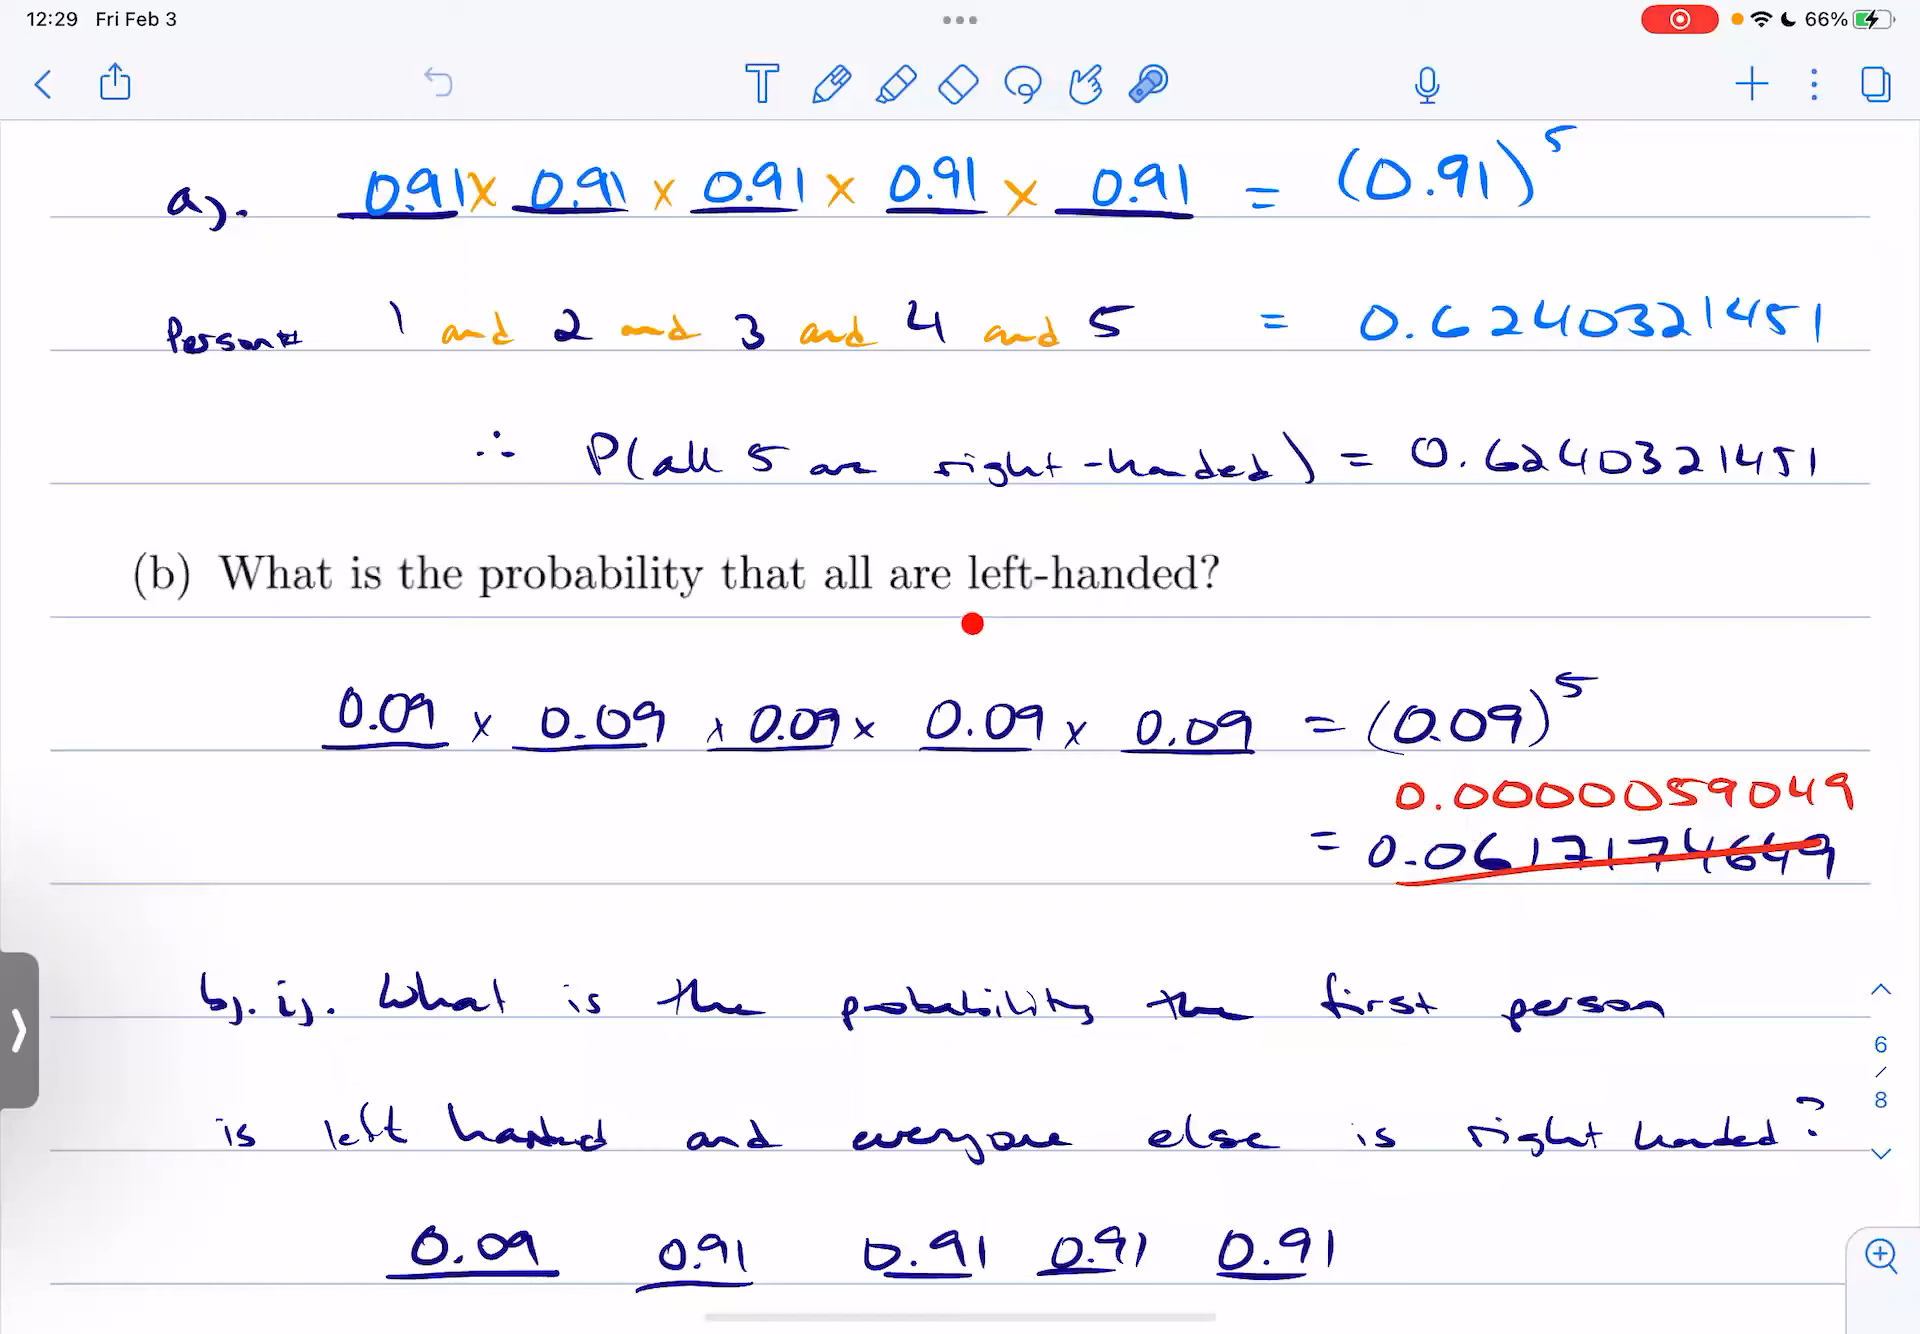 12:29 Fri Feb 3
66%
a). 0.91 x 0.91 x 0.91 x 0.91 x 0.91 = (0.91)^5
Person# 1 and 2 and 3 and 4 and 5 = 0.6240321451
∴ P(all 5 are right-handed) = 0.6240321451
(b) What is the probability that all are left-handed?
0.09 x 0.09 x 0.09 x 0.09 x 0.09 = (0.09)^5
0.0000059049
= 0.06171174649
b). i). What is the probability the first person
is left handed and everyone else is right handed?
0.09 0.91 0.91 0.91 0.91
6
/
8